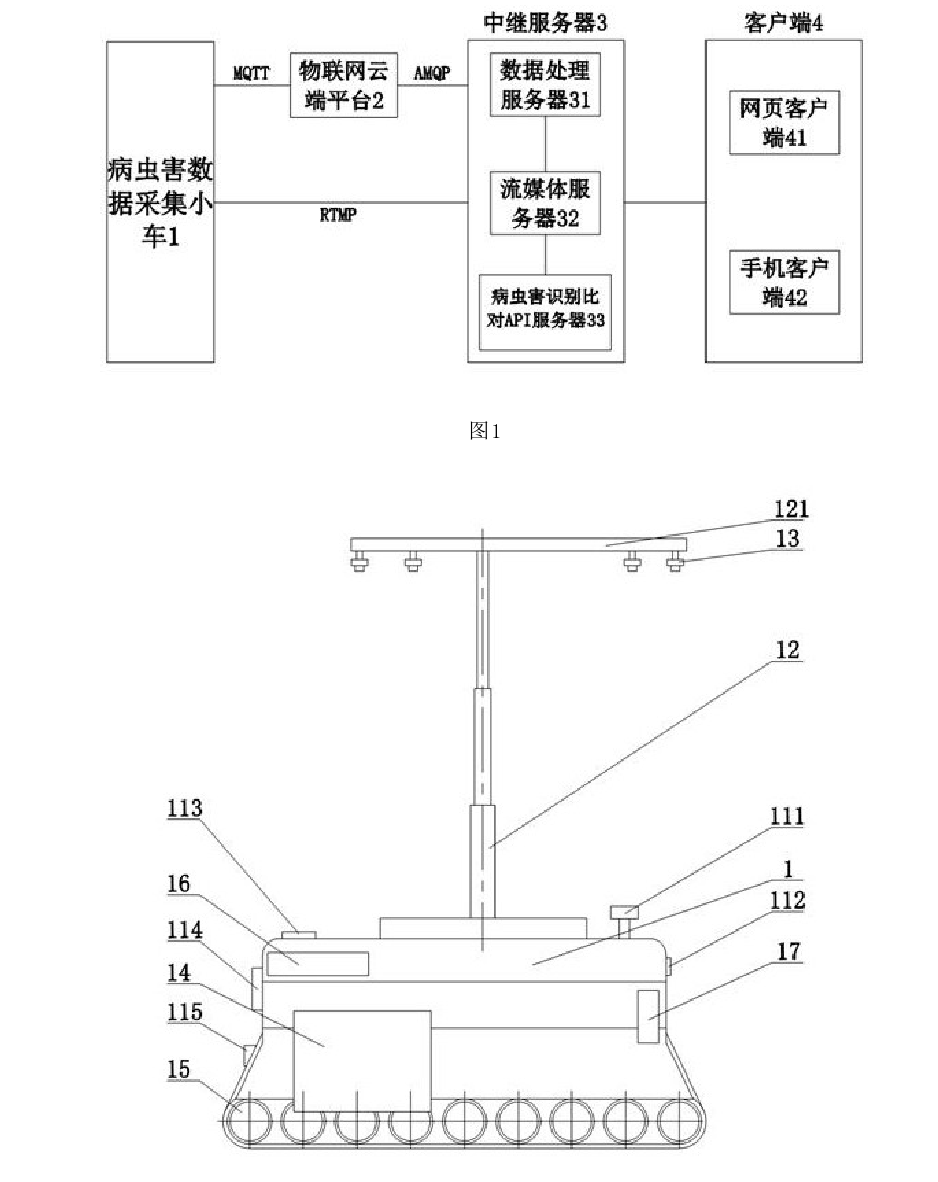 中继服务器3
客户端4
MQTT
物联网云
端平台2
AMQP
数据处理
服务器31
网页客户
端41
病虫害数
据采集小
车1
RTMP
流媒体服
务器32
手机客户
端42
病虫害识别比
对API服务器33
图1
121
13
12
113
111
16
1
112
114
14
17
115
15